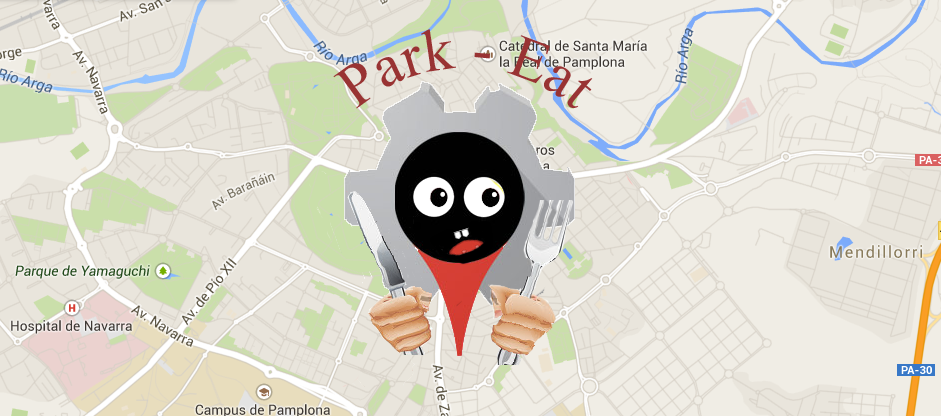 Av. San
Río Arga
Park - Eat
Catedral de Santa María
la Real de Pamplona
Río Arga
orge
Río Arga
Av. Navarra
ros
a
PA-3
Av. Barañáin
Mendillorri
Parque de Yamaguchi
Av. de Pío XII
H
Hospital de Navarra
Av. Navarra
PA-30
Av. de Za
Campus de Pamplona